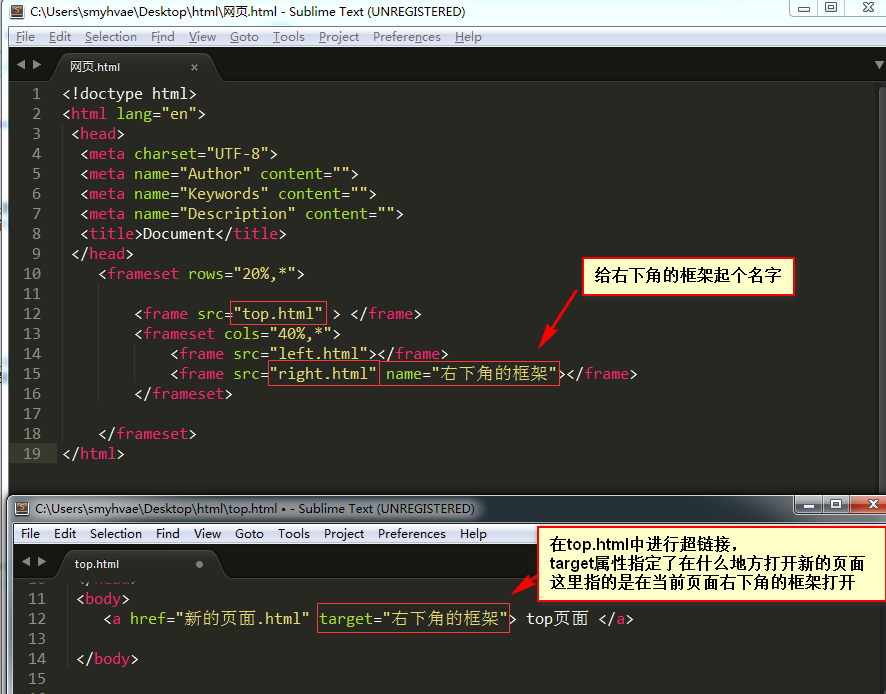 C:\Users\smyhvae\Desktop\html\网页.html - Sublime Text (UNREGISTERED)
File Edit Selection Find View Goto Tools Project Preferences Help
网页.html ×
1 <!doctype html>
2 <html lang="en">
3 <head>
4 <meta charset="UTF-8">
5 <meta name="Author" content="">
6 <meta name="Keywords" content="">
7 <meta name="Description" content="">
8 <title>Document</title>
9 </head>
10 <frameset rows="20%,*">
11
12 <frame src="top.html" > </frame>
13 <frameset cols="40%,*">
14 <frame src="left.html"></frame>
15 <frame src="right.html" name="右下角的框架"></frame>
16 </frameset>
17
18 </frameset>
19 </html>
给右下角的框架起个名字
C:\Users\smyhvae\Desktop\html\top.html • - Sublime Text (UNREGISTERED)
File Edit Selection Find View Goto Tools Project Preferences Help
top.html
在top.html中进行超链接，
target属性指定了在什么地方打开新的页面
这里指的是在当前页面右下角的框架打开
11 <body>
12 <a href="新的页面.html" target="右下角的框架"> top页面 </a>
13
14 </body>
15